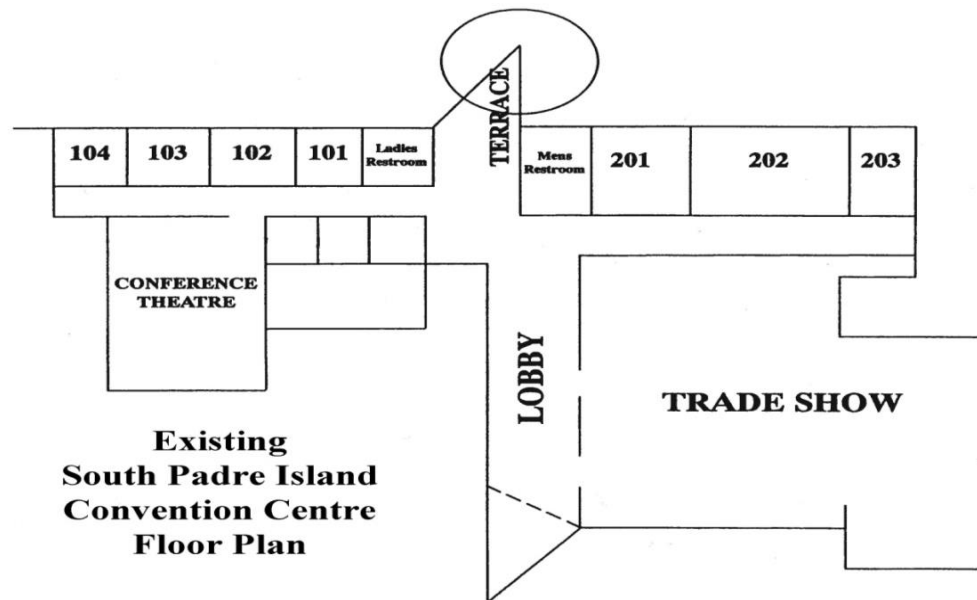 TERRACE
104
103
102
101
Ladies
Restroom
Mens
Restroom
201
202
203
CONFERENCE
THEATRE
LOBBY
TRADE SHOW
Existing
South Padre Island
Convention Centre
Floor Plan